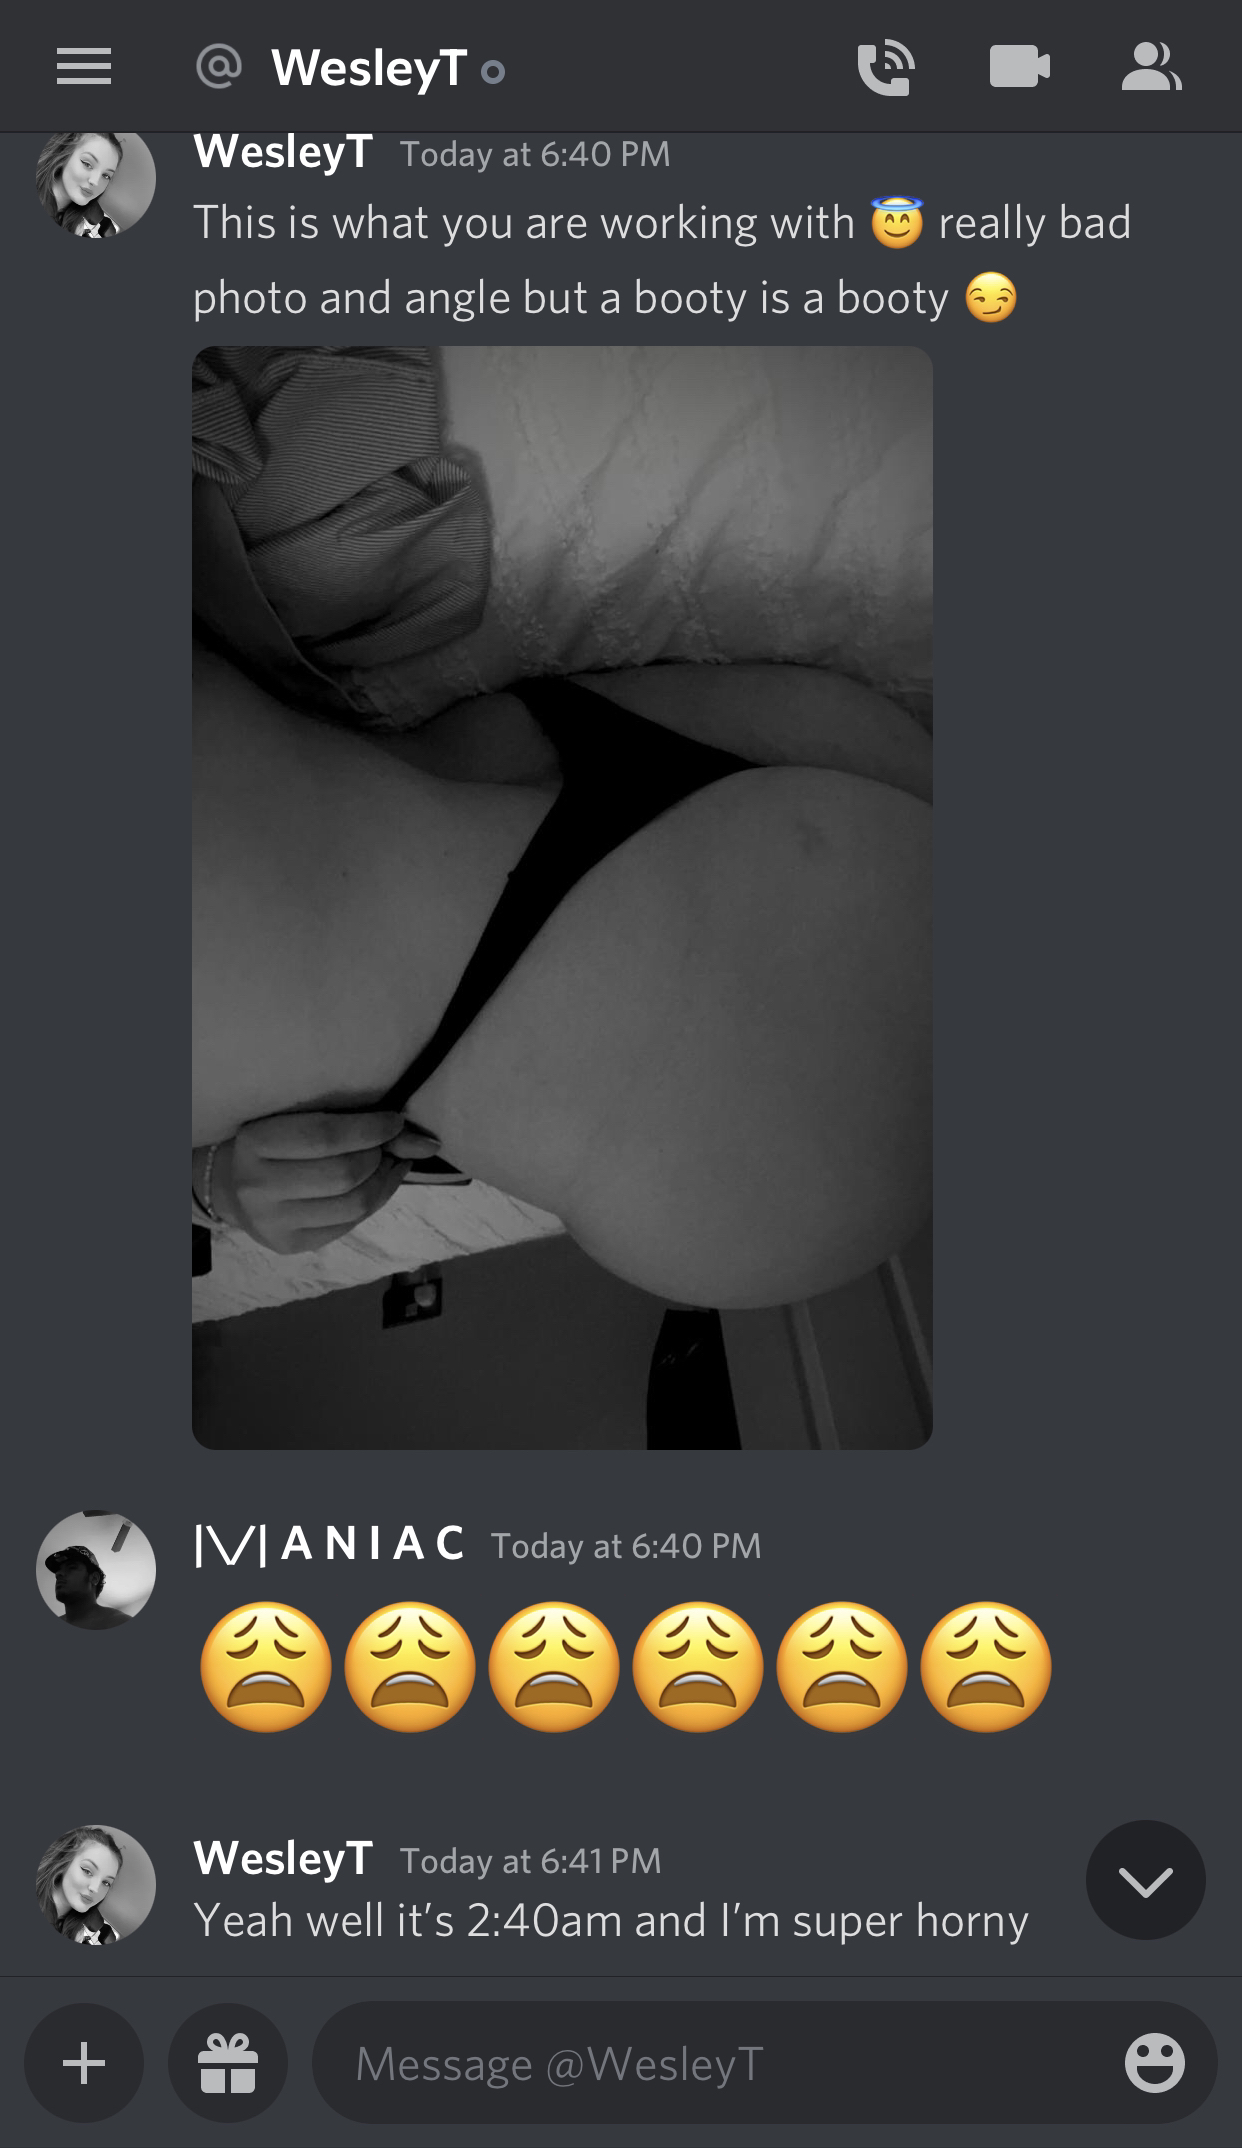 @ WesleyT
WesleyT Today at 6:40 PM
This is what you are working with 😇 really bad
photo and angle but a booty is a booty 😏
|\/| A N I A C Today at 6:40 PM
😩😩😩😩😩😩
WesleyT Today at 6:41 PM
Yeah well it’s 2:40am and I’m super horny
Message @WesleyT